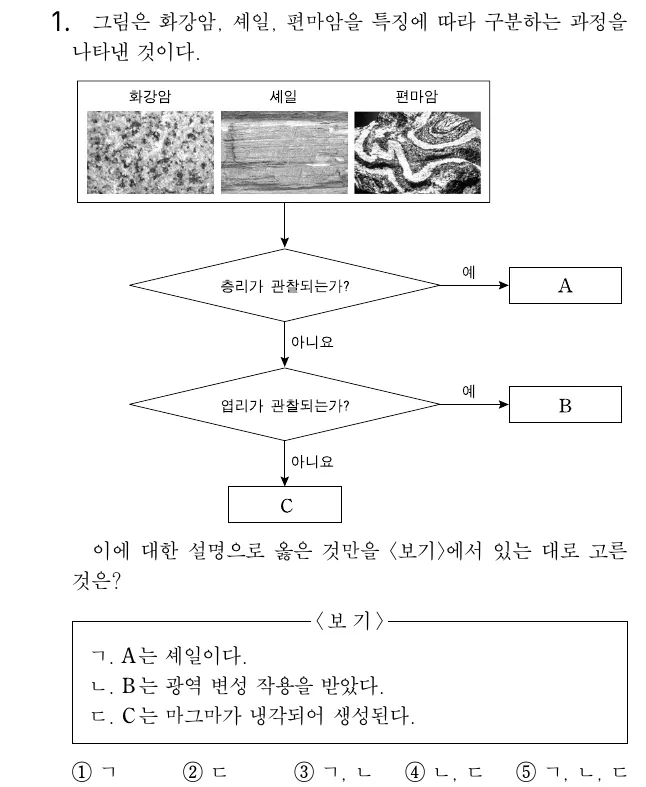 1. 그림은 화강암, 셰일, 편마암을 특징에 따라 구분하는 과정을
나타낸 것이다.
화강암 셰일 편마암
층리가 관찰되는가? 예 A
아니요
엽리가 관찰되는가? 예 B
아니요
C
이에 대한 설명으로 옳은 것만을 〈보기〉에서 있는 대로 고른
것은?
〈보 기〉
ㄱ. A는 셰일이다.
ㄴ. B는 광역 변성 작용을 받았다.
ㄷ. C는 마그마가 냉각되어 생성된다.
① ㄱ ② ㄷ ③ ㄱ, ㄴ ④ ㄴ, ㄷ ⑤ ㄱ, ㄴ, ㄷ